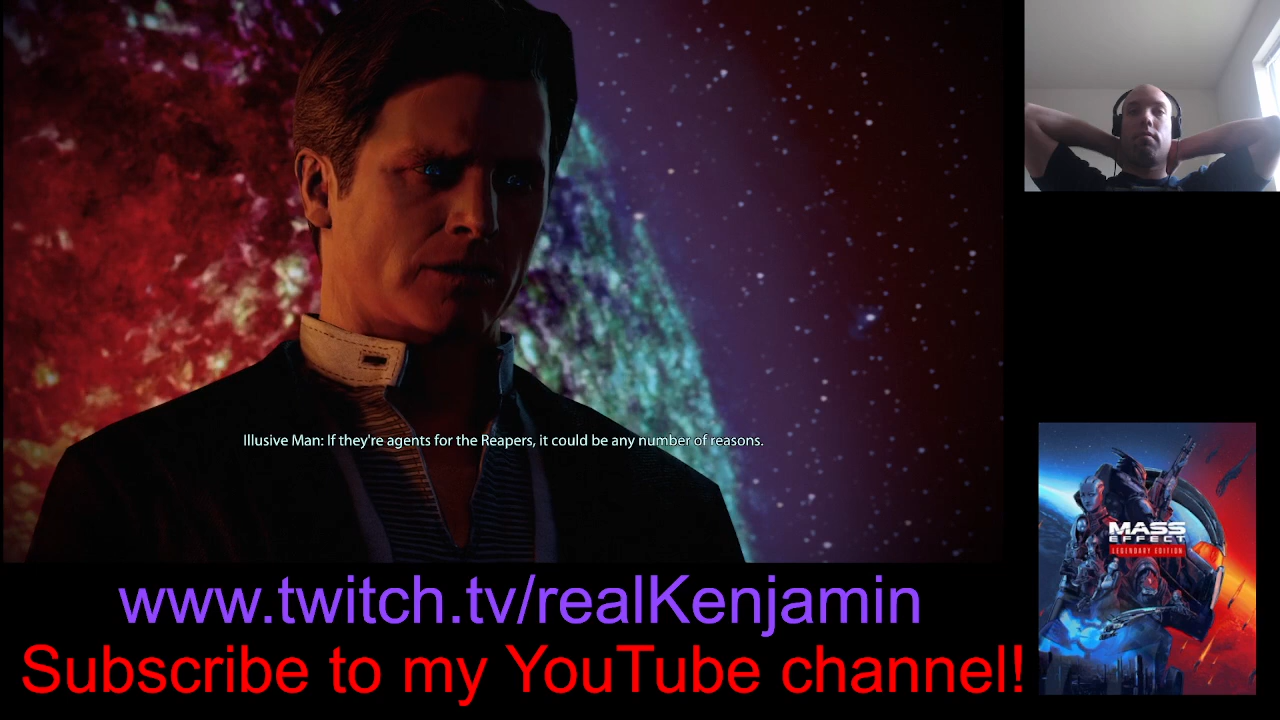 Illusive Man: If they're agents for the Reapers, it could be any number of reasons.
MASS
EFFECT
LEGENDARY EDITION
www.twitch.tv/realKenjamin
Subscribe to my YouTube channel!